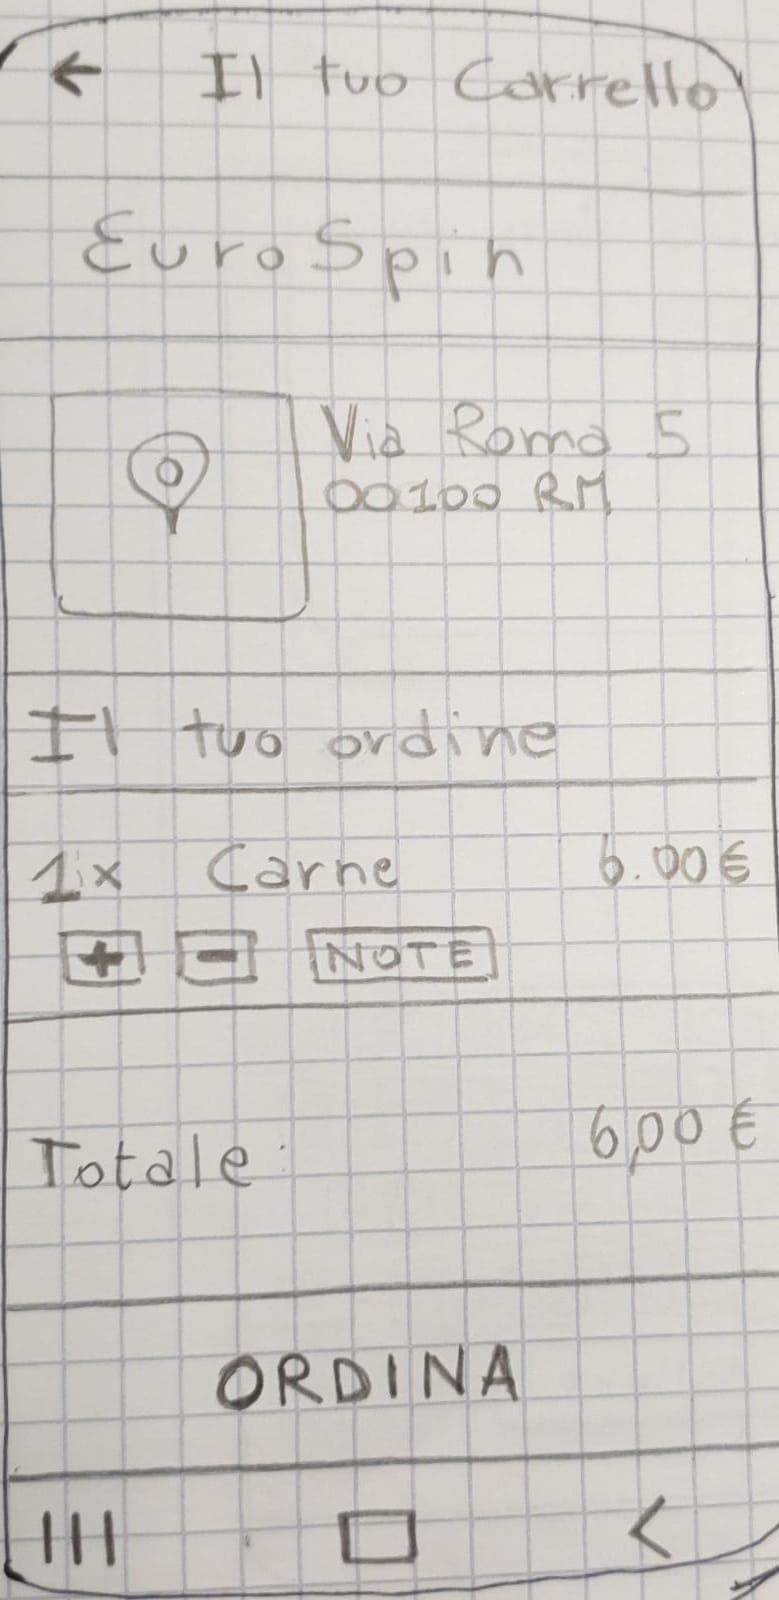 ← Il tuo Carrello
EuroSpin
Via Roma 5
00100 RM
Il tuo ordine
1x Carne 6.00€
+ - NOTE
Totale: 6,00 €
ORDINA